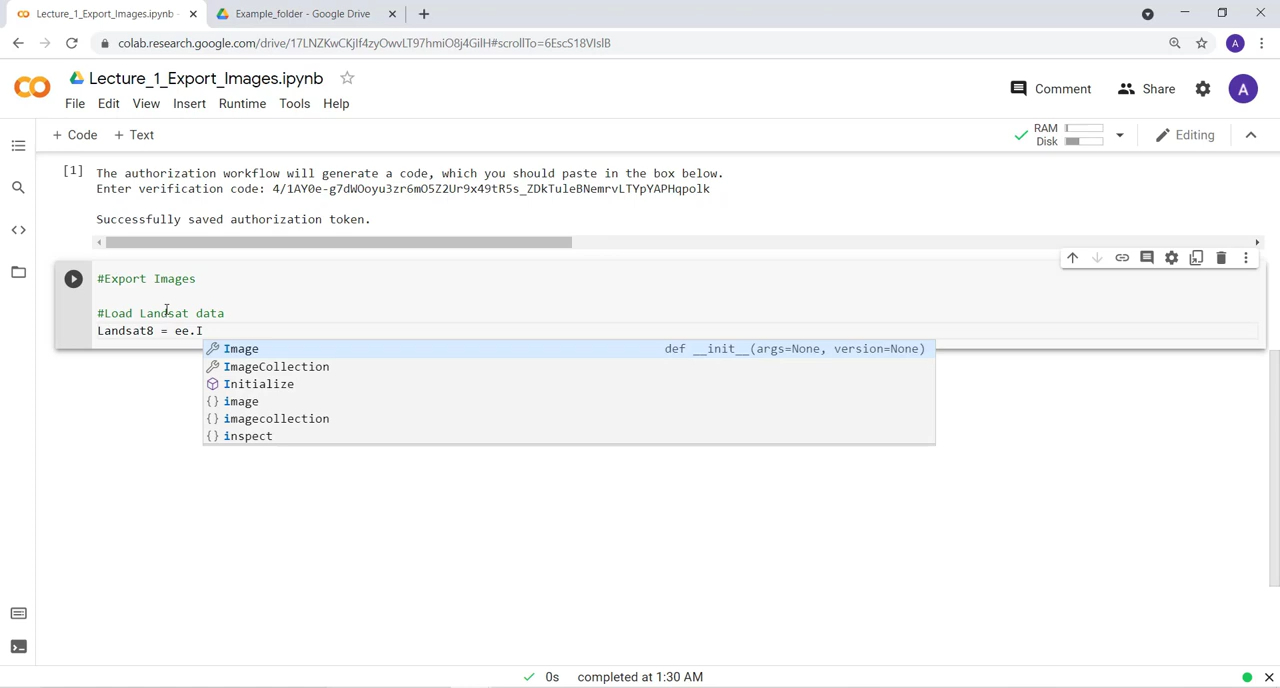 Lecture_1_Export_Images.ipynb -
Example_folder - Google Drive
colab.research.google.com/drive/17LNZKwCKjIf4zyOwvLT97hmiO8j4GilH#scrollTo=6EscS18VIslB
A
Lecture_1_Export_Images.ipynb
Comment
Share
A
File Edit View Insert Runtime Tools Help
+ Code + Text
RAM
Disk
Editing
[1] The authorization workflow will generate a code, which you should paste in the box below.
Enter verification code: 4/1AY0e-g7dWOoyu3zr6mO5Z2Ur9x49tR5s_ZDkTuleBNemrvLTYpYAPHqpolk
Successfully saved authorization token.
#Export Images
#Load Landsat data
Landsat8 = ee.I
Image def __init__(args=None, version=None)
ImageCollection
Initialize
{} image
{} imagecollection
{} inspect
0s completed at 1:30 AM